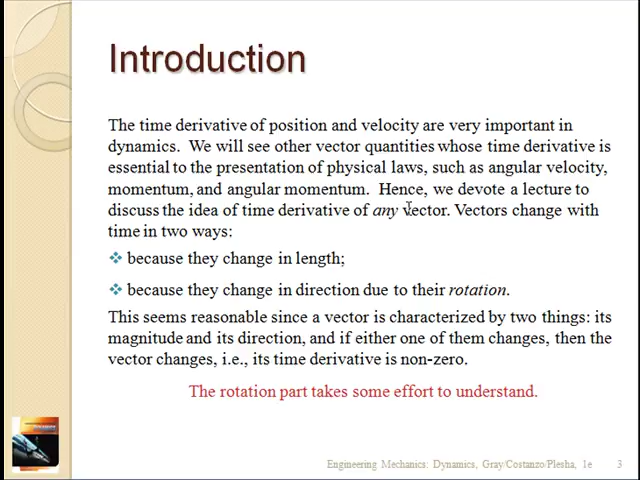 Introduction
The time derivative of position and velocity are very important in
dynamics. We will see other vector quantities whose time derivative is
essential to the presentation of physical laws, such as angular velocity,
momentum, and angular momentum. Hence, we devote a lecture to
discuss the idea of time derivative of any vector. Vectors change with
time in two ways:
❖ because they change in length;
❖ because they change in direction due to their rotation.
This seems reasonable since a vector is characterized by two things: its
magnitude and its direction, and if either one of them changes, then the
vector changes, i.e., its time derivative is non-zero.
The rotation part takes some effort to understand.
Engineering Mechanics: Dynamics, Gray/Costanzo/Plesha, 1e 3